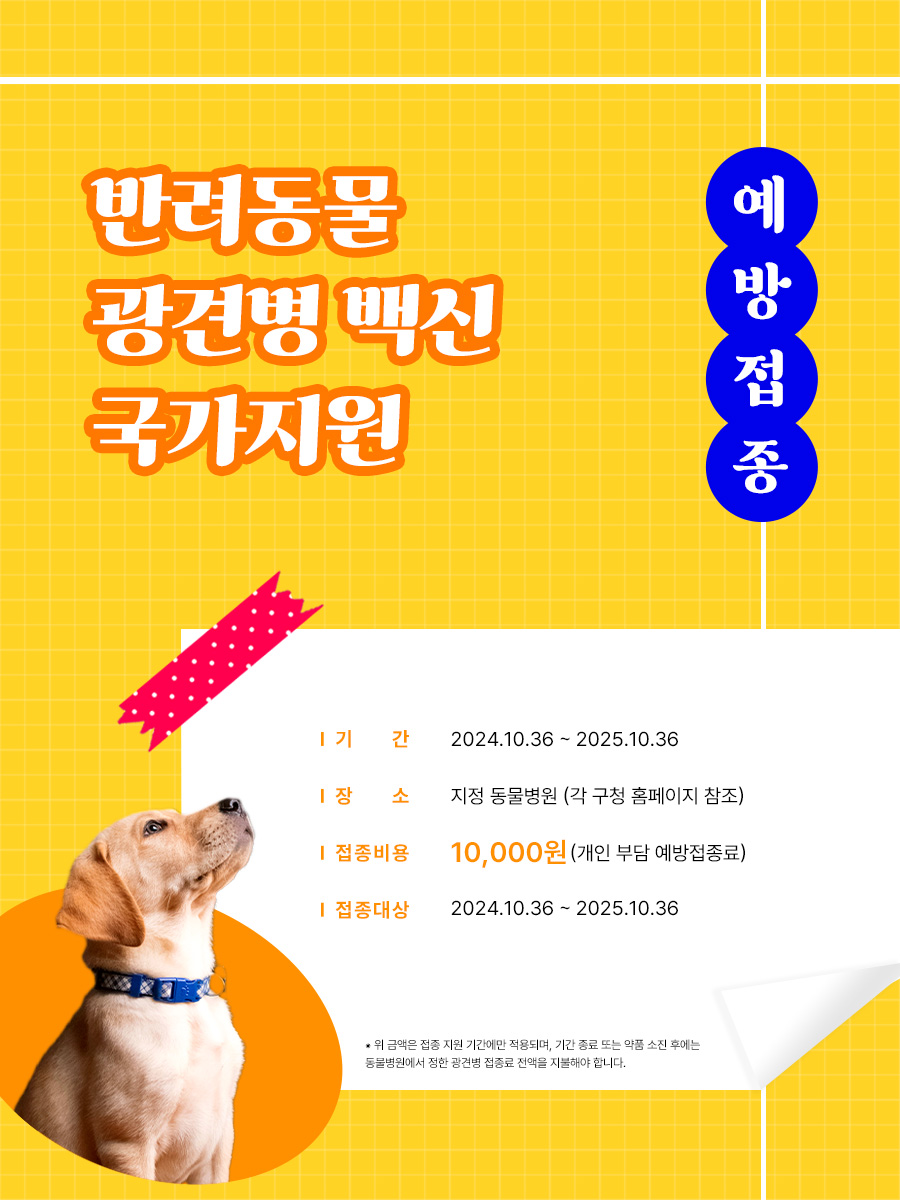 반려동물
광견병 백신
국가지원
예
방
접
종
기 간 2024.10.36 ~ 2025.10.36
장 소 지정 동물병원 (각 구청 홈페이지 참조)
접종비용 10,000원(개인 부담 예방접종료)
접종대상 2024.10.36 ~ 2025.10.36
* 위 금액은 접종 지원 기간에만 적용되며, 기간 종료 또는 약품 소진 후에는
동물병원에서 정한 광견병 접종료 전액을 지불해야 합니다.